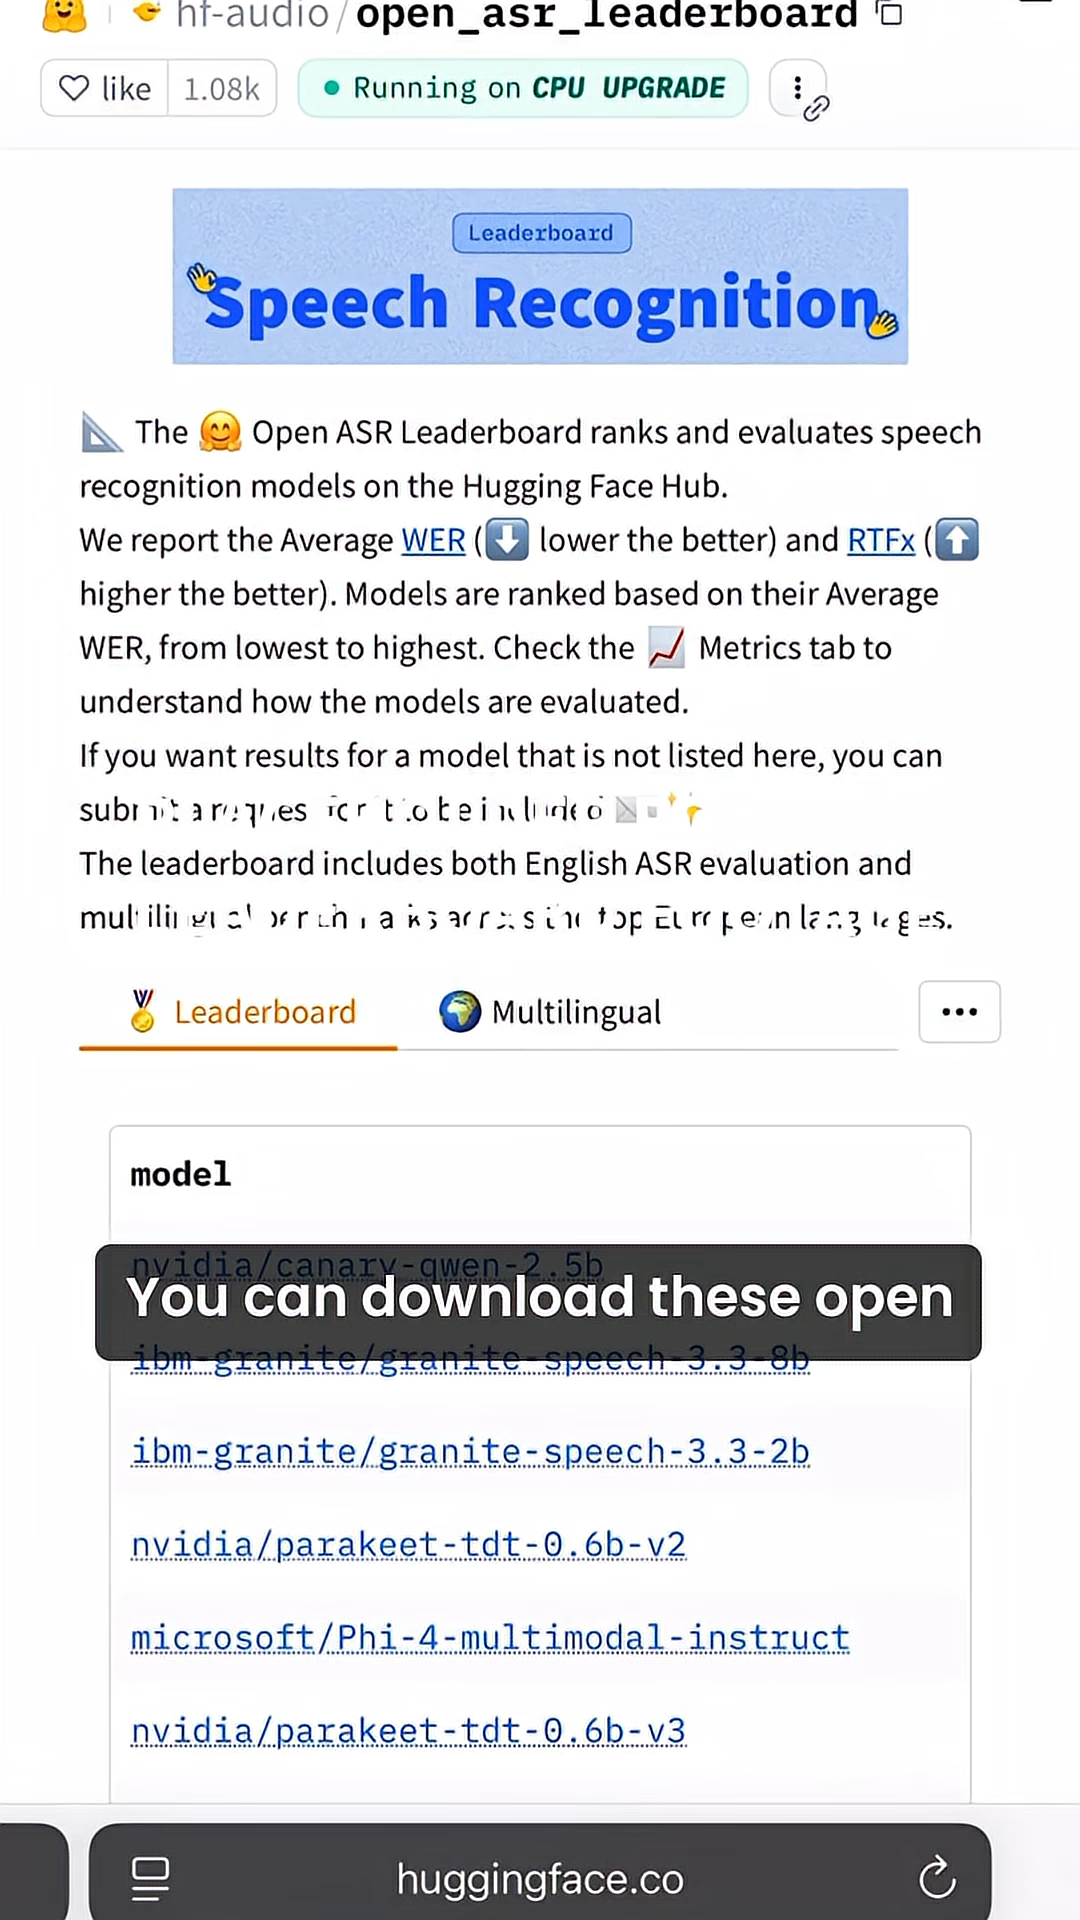 hf-audio/open_asr_leaderboard
like 1.08k Running on CPU UPGRADE
Leaderboard
Speech Recognition
The Open ASR Leaderboard ranks and evaluates speech
recognition models on the Hugging Face Hub.
We report the Average WER (⬇ lower the better) and RTFx (⬆
higher the better). Models are ranked based on their Average
WER, from lowest to highest. Check the 📈 Metrics tab to
understand how the models are evaluated.
If you want results for a model that is not listed here, you can
to be included
The leaderboard includes both English ASR evaluation and
top European languages.
Leaderboard Multilingual
model
nvidia/canary-qwen-2.5b
You can download these open
ibm-granite/granite-speech-3.3-8b
ibm-granite/granite-speech-3.3-2b
nvidia/parakeet-tdt-0.6b-v2
microsoft/Phi-4-multimodal-instruct
nvidia/parakeet-tdt-0.6b-v3
huggingface.co